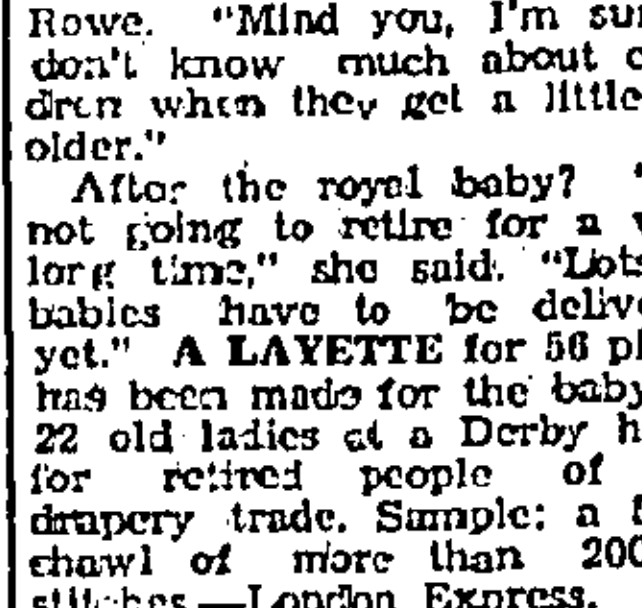 Rowe. "Mind you, I'm
don't know much about
dren when they get a little
older."
After the royal baby?
not going to retire for a
long time," she said. "Lots
babies have to be
yet." A LAYETTE for 56
has been made for the baby
22 old ladies at a Derby
for retired people of
drapery trade. Sample: a
shawl of more than 200
stitches.—London Express.